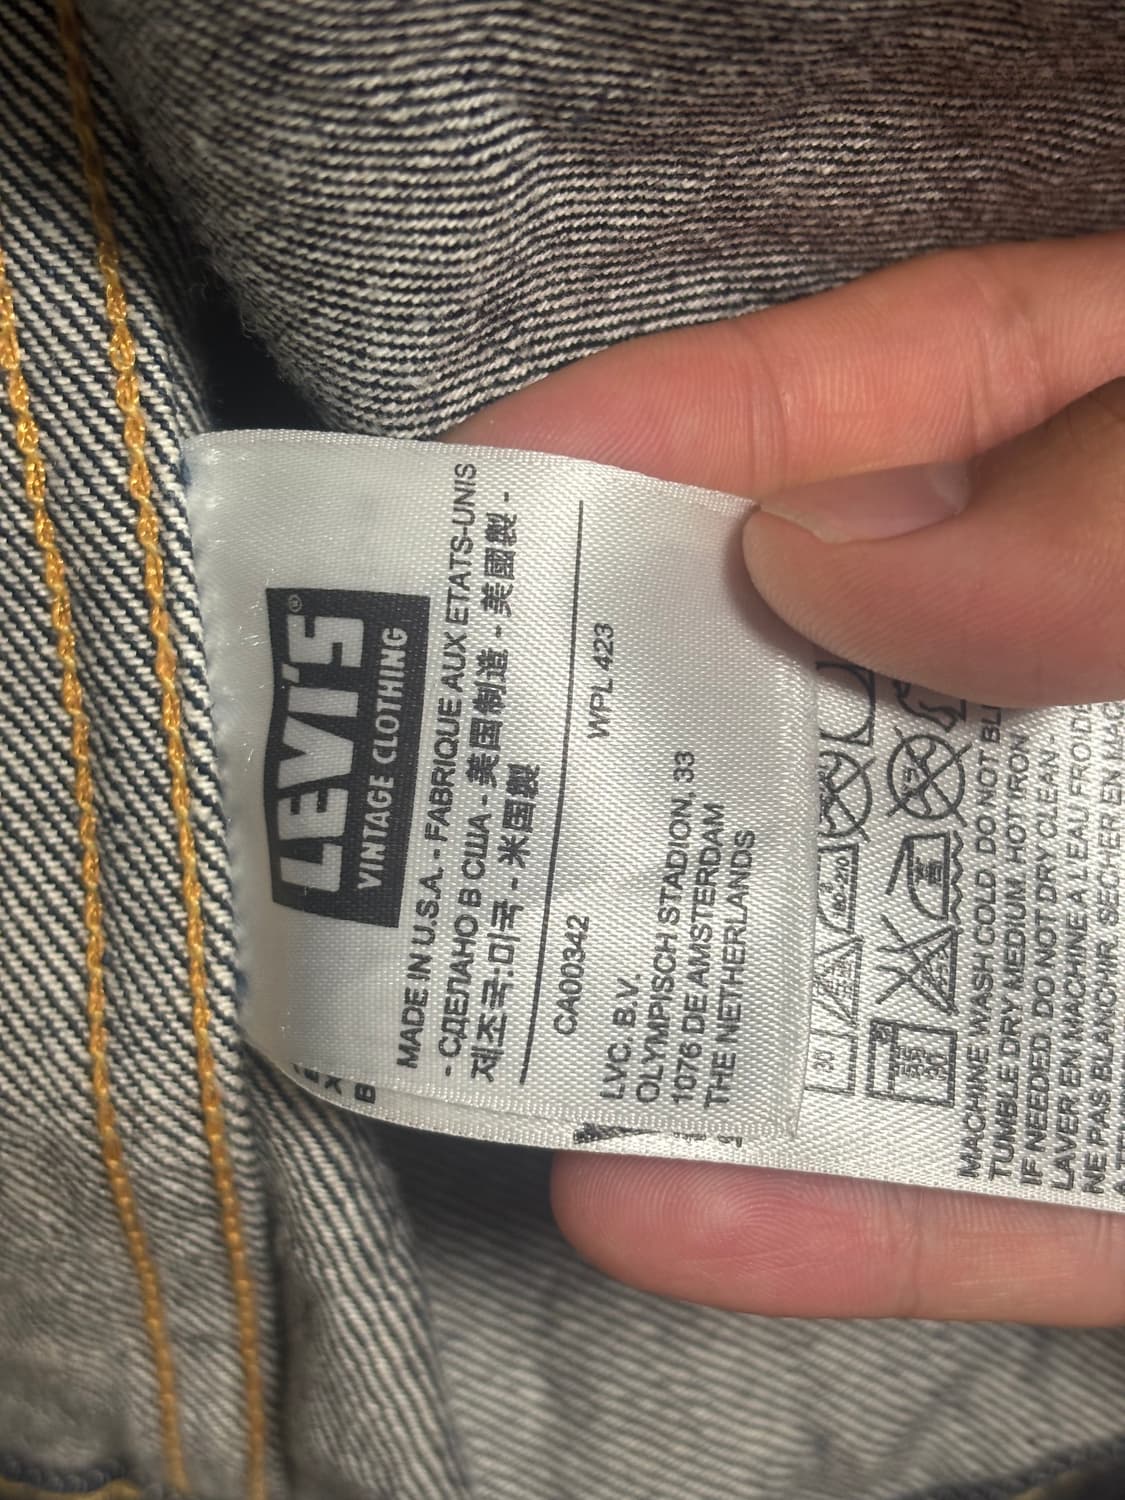 LEVI'S®
VINTAGE CLOTHING
MADE IN U.S.A. - FABRIQUE AUX ETATS-UNIS
- СДЕЛАНО В США - 美国制造 - 美國製 -
제조국:미국 - 米国製
CA00342 WPL 423
LVC. B.V.
OLYMPISCH STADION, 33
1076 DE AMSTERDAM
THE NETHERLANDS
B
30
MACHINE WASH COLD. DO NOT
TUMBLE DRY MEDIUM. HOT IRON
IF NEEDED. DO NOT DRY CLEAN.
LAVER EN MACHINE A L'EAU FROIDE
NE PAS BLANCHIR. SECHER EN